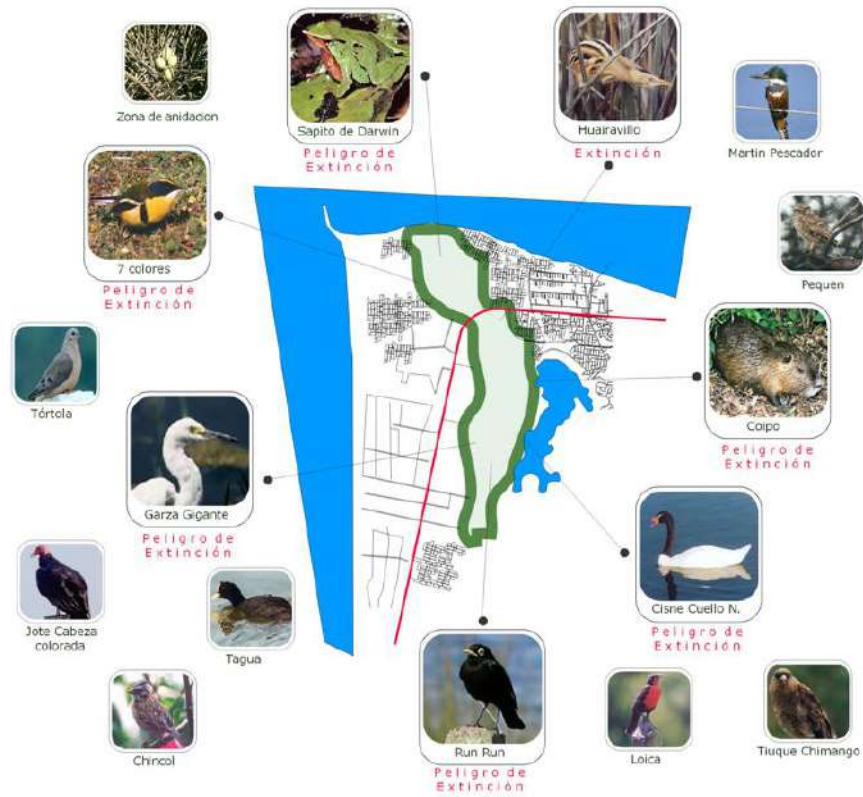 Zona de anidacion
Sapito de Darwin
Peligro de
Extinción
Huairavillo
Extinción
Martin Pescador
7 colores
Peligro de
Extinción
Pequen
Tórtola
Coipo
Peligro de
Extinción
Garza Gigante
Peligro de
Extinción
Jote Cabeza
colorada
Tagua
Cisne Cuello N.
Peligro de
Extinción
Chincol
Run Run
Peligro de
Extinción
Loica
Tiuque Chimango